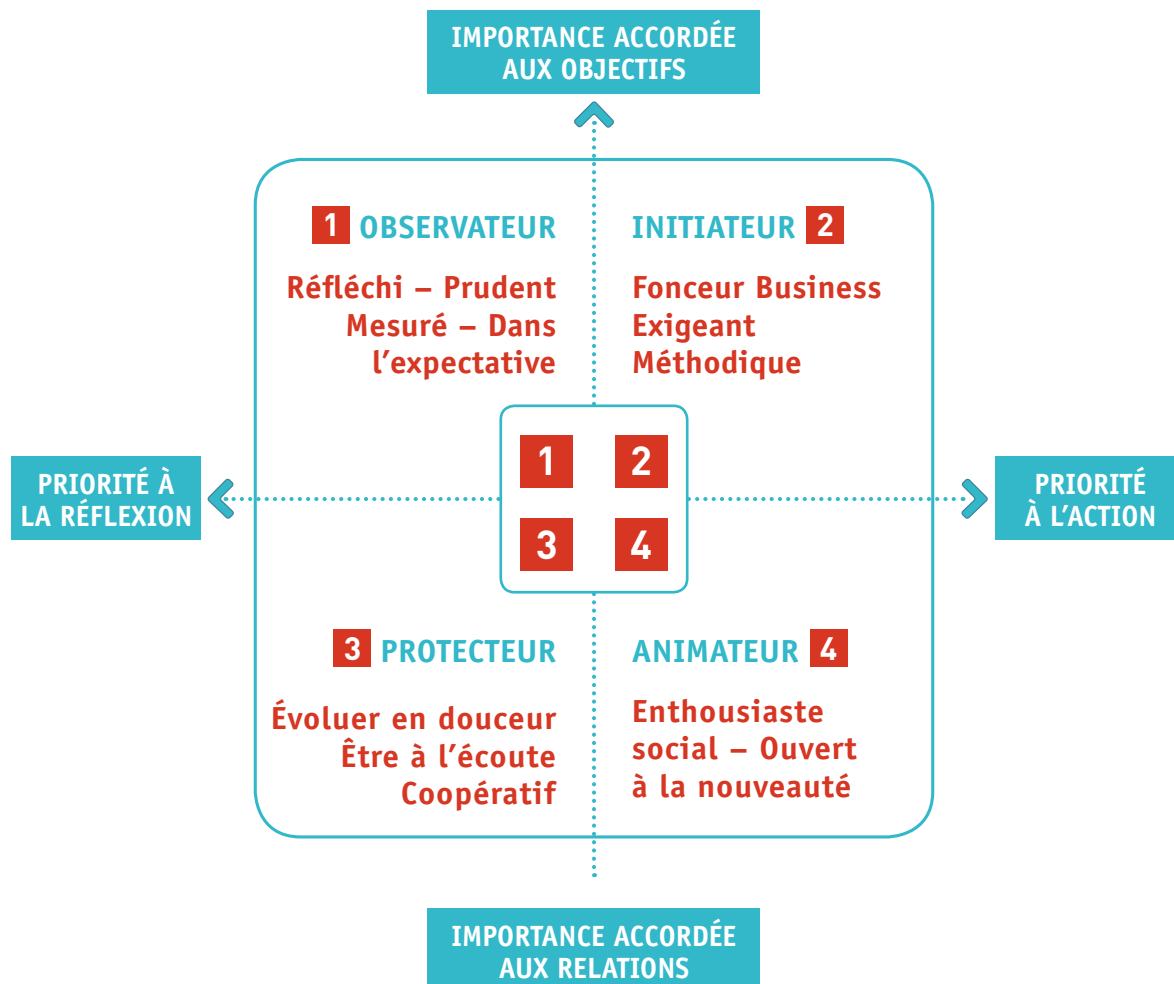 IMPORTANCE ACCORDÉE
AUX OBJECTIFS
1 OBSERVATEUR
Réfléchi – Prudent
Mesuré – Dans
l’expectative
INITIATEUR 2
Fonceur Business
Exigeant
Méthodique
PRIORITÉ À
LA RÉFLEXION
1 2
3 4
PRIORITÉ
À L’ACTION
3 PROTECTEUR
Évoluer en douceur
Être à l’écoute
Coopératif
ANIMATEUR 4
Enthousiaste
social – Ouvert
à la nouveauté
IMPORTANCE ACCORDÉE
AUX RELATIONS